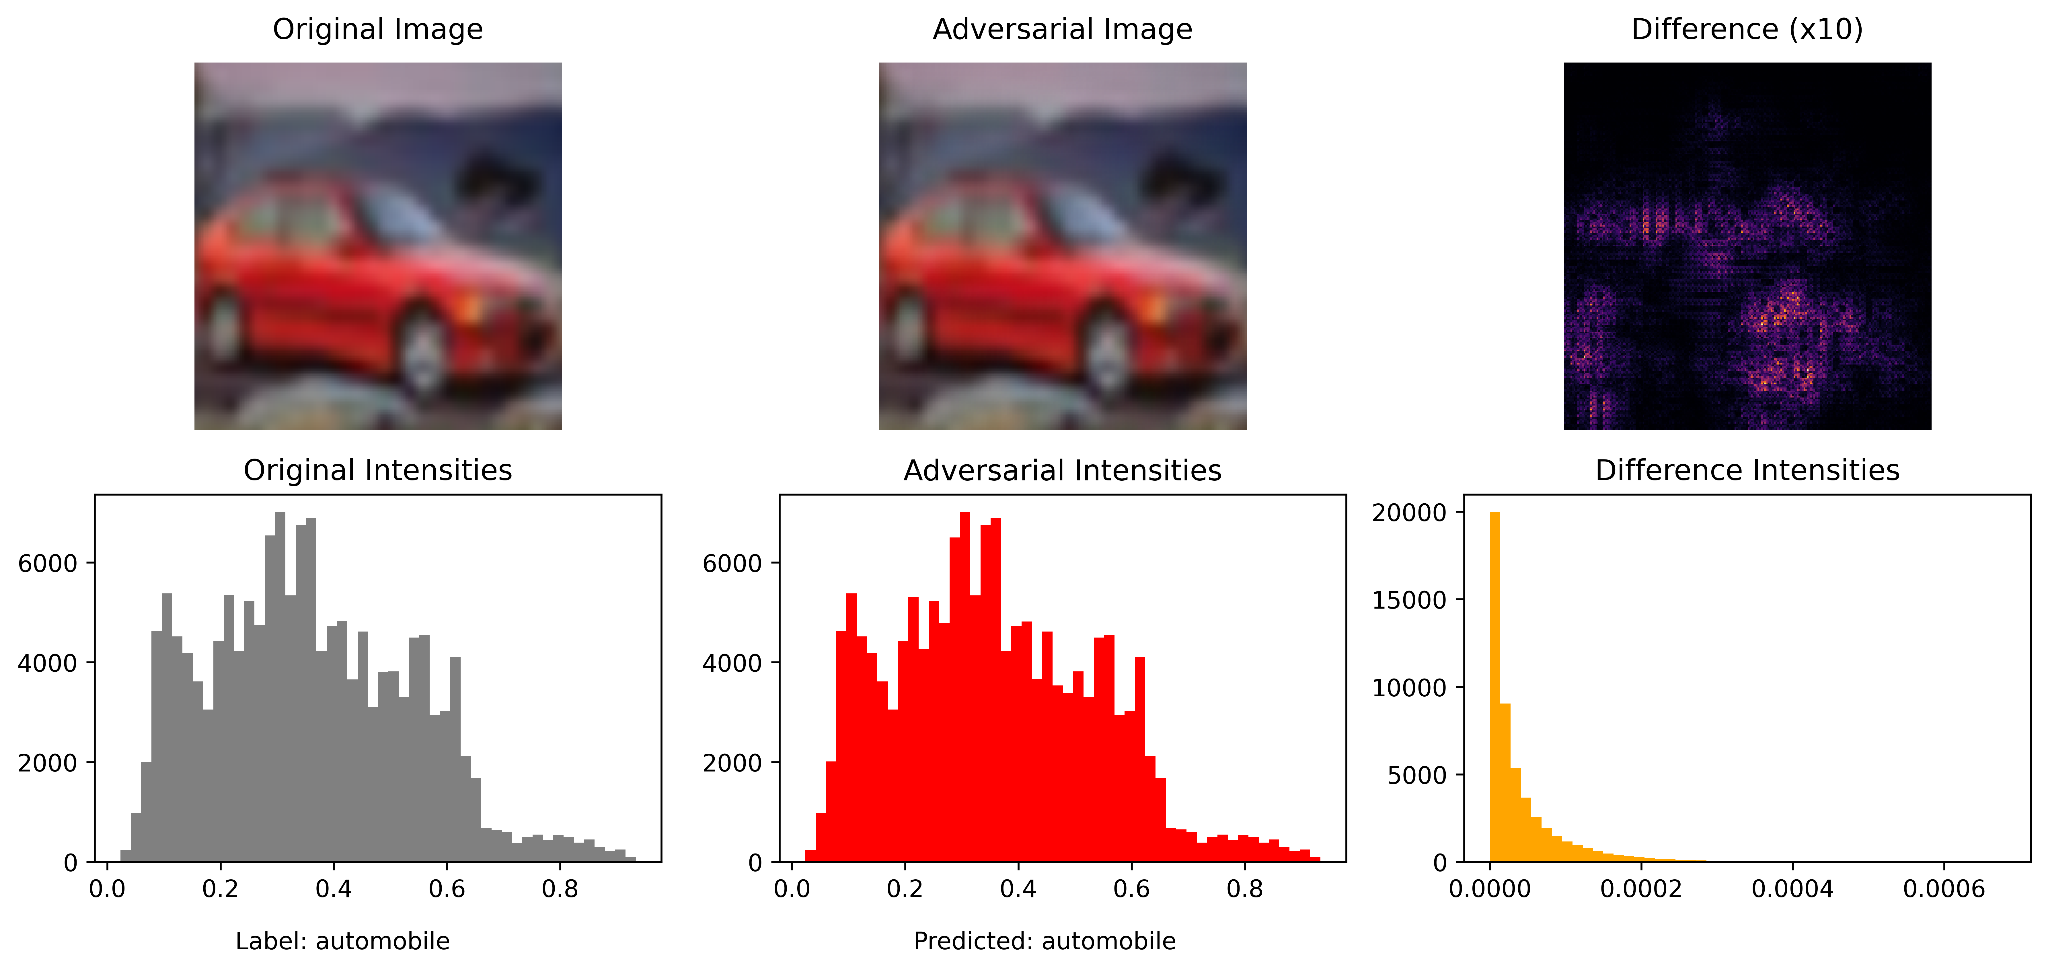 Original Image
Adversarial Image
Difference (x10)
Original Intensities
Adversarial Intensities
Difference Intensities
6000
4000
2000
0
0.0 0.2 0.4 0.6 0.8
6000
4000
2000
0
0.0 0.2 0.4 0.6 0.8
20000
15000
10000
5000
0
0.0000 0.0002 0.0004 0.0006
Label: automobile
Predicted: automobile